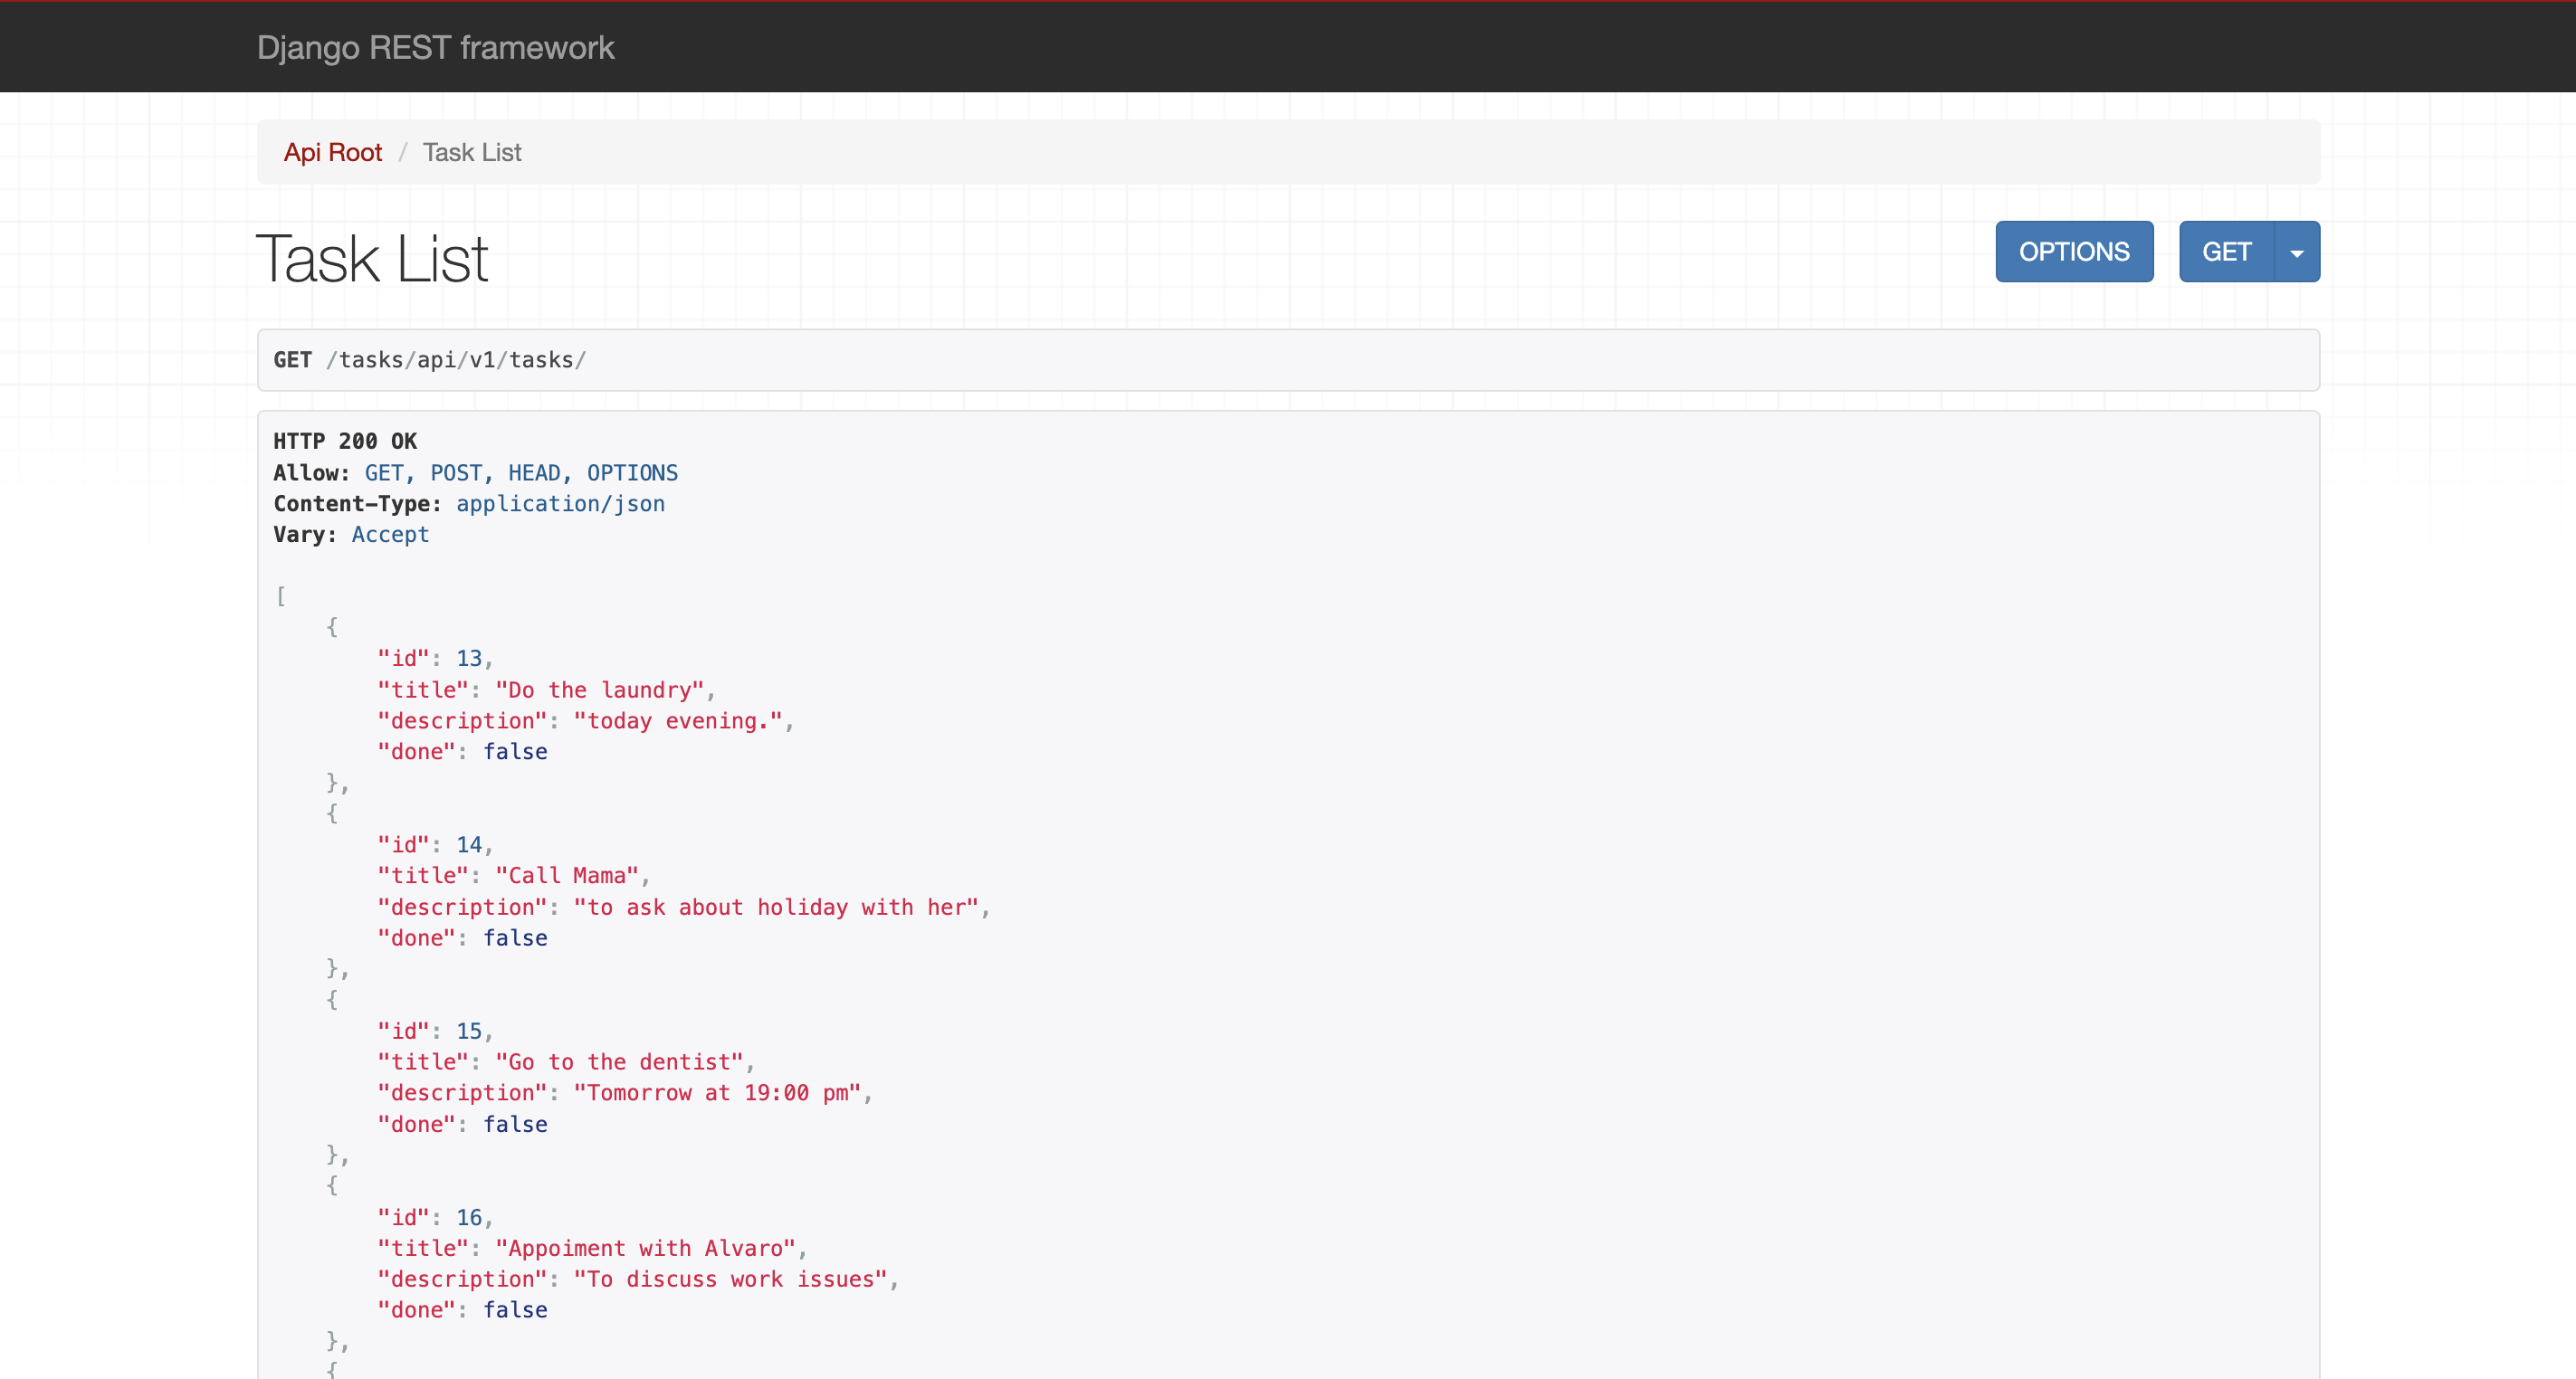 Django REST framework
Api Root / Task List
Task List
OPTIONS GET
GET /tasks/api/v1/tasks/
HTTP 200 OK
Allow: GET, POST, HEAD, OPTIONS
Content-Type: application/json
Vary: Accept
[
    {
        "id": 13,
        "title": "Do the laundry",
        "description": "today evening.",
        "done": false
    },
    {
        "id": 14,
        "title": "Call Mama",
        "description": "to ask about holiday with her",
        "done": false
    },
    {
        "id": 15,
        "title": "Go to the dentist",
        "description": "Tomorrow at 19:00 pm",
        "done": false
    },
    {
        "id": 16,
        "title": "Appoiment with Alvaro",
        "description": "To discuss work issues",
        "done": false
    },
    {